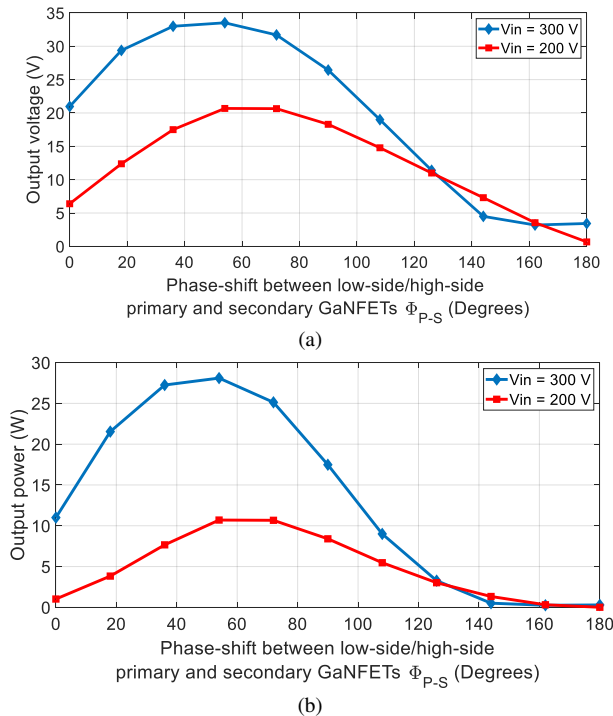 35
30
25
20
15
10
5
0
Output voltage (V)
Vin = 300 V
Vin = 200 V
0 20 40 60 80 100 120 140 160 180
Phase-shift between low-side/high-side
primary and secondary GaNFETs Φ_P-S (Degrees)
(a)
30
25
20
15
10
5
0
Output power (W)
Vin = 300 V
Vin = 200 V
0 20 40 60 80 100 120 140 160 180
Phase-shift between low-side/high-side
primary and secondary GaNFETs Φ_P-S (Degrees)
(b)